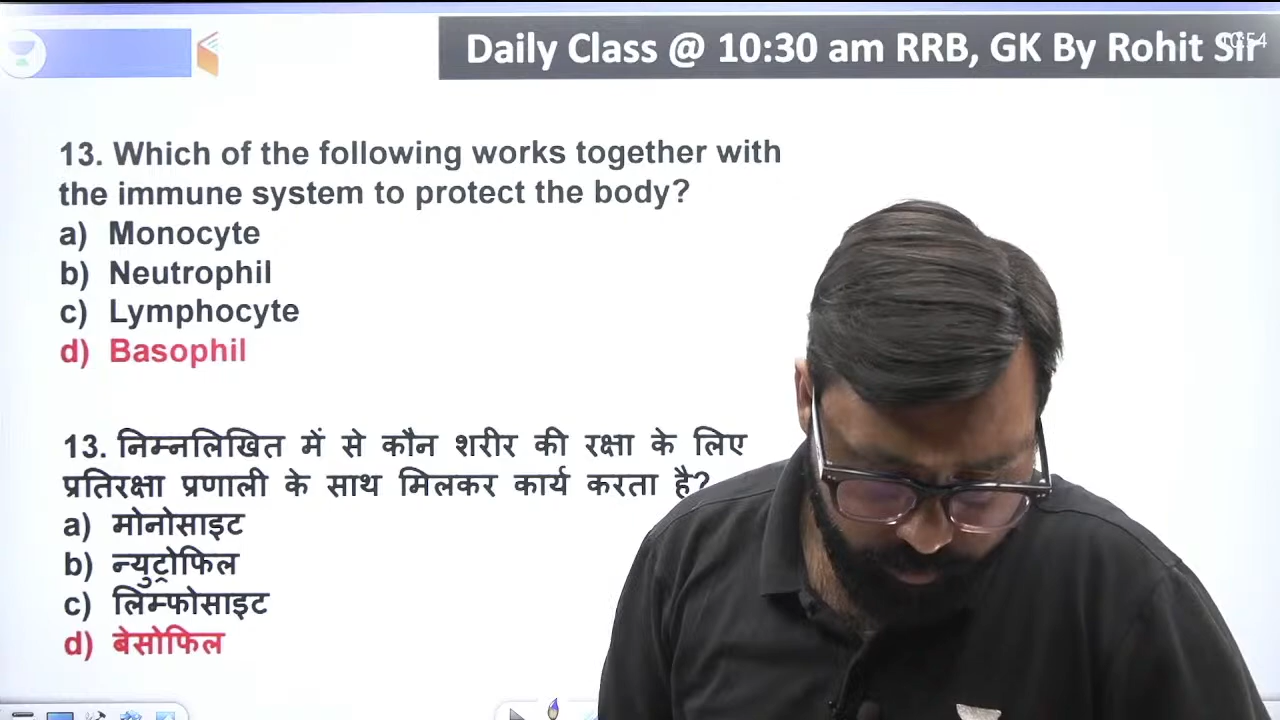 Daily Class @ 10:30 am RRB, GK By Rohit Sir
13. Which of the following works together with
the immune system to protect the body?
a) Monocyte
b) Neutrophil
c) Lymphocyte
d) Basophil
13. निम्नलिखित में से कौन शरीर की रक्षा के लिए
प्रतिरक्षा प्रणाली के साथ मिलकर कार्य करता है?
a) मोनोसाइट
b) न्युट्रोफिल
c) लिम्फोसाइट
d) बेसोफिल